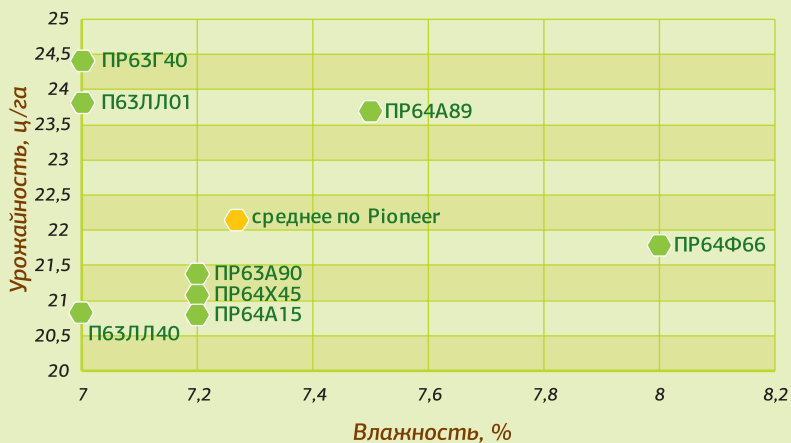 25
24,5
24
23,5
23
22,5
22
21,5
21
20,5
20
Урожайность, ц/га
ПР63Г40
П63ЛЛ01
ПР64А89
среднее по Pioneer
ПР64Ф66
ПР63А90
ПР64Х45
ПР64А15
П63ЛЛ40
7 7,2 7,4 7,6 7,8 8 8,2
Влажность, %